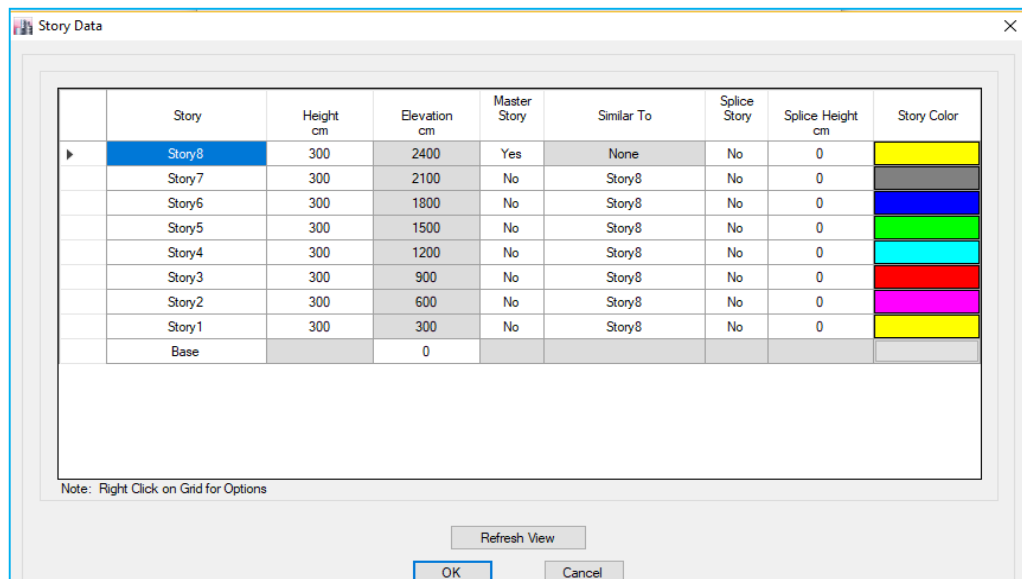 Story Data
Story Height cm Elevation cm Master Story Similar To Splice Story Splice Height cm Story Color
Story8 300 2400 Yes None No 0
Story7 300 2100 No Story8 No 0
Story6 300 1800 No Story8 No 0
Story5 300 1500 No Story8 No 0
Story4 300 1200 No Story8 No 0
Story3 300 900 No Story8 No 0
Story2 300 600 No Story8 No 0
Story1 300 300 No Story8 No 0
Base 0
Note: Right Click on Grid for Options
Refresh View
OK Cancel